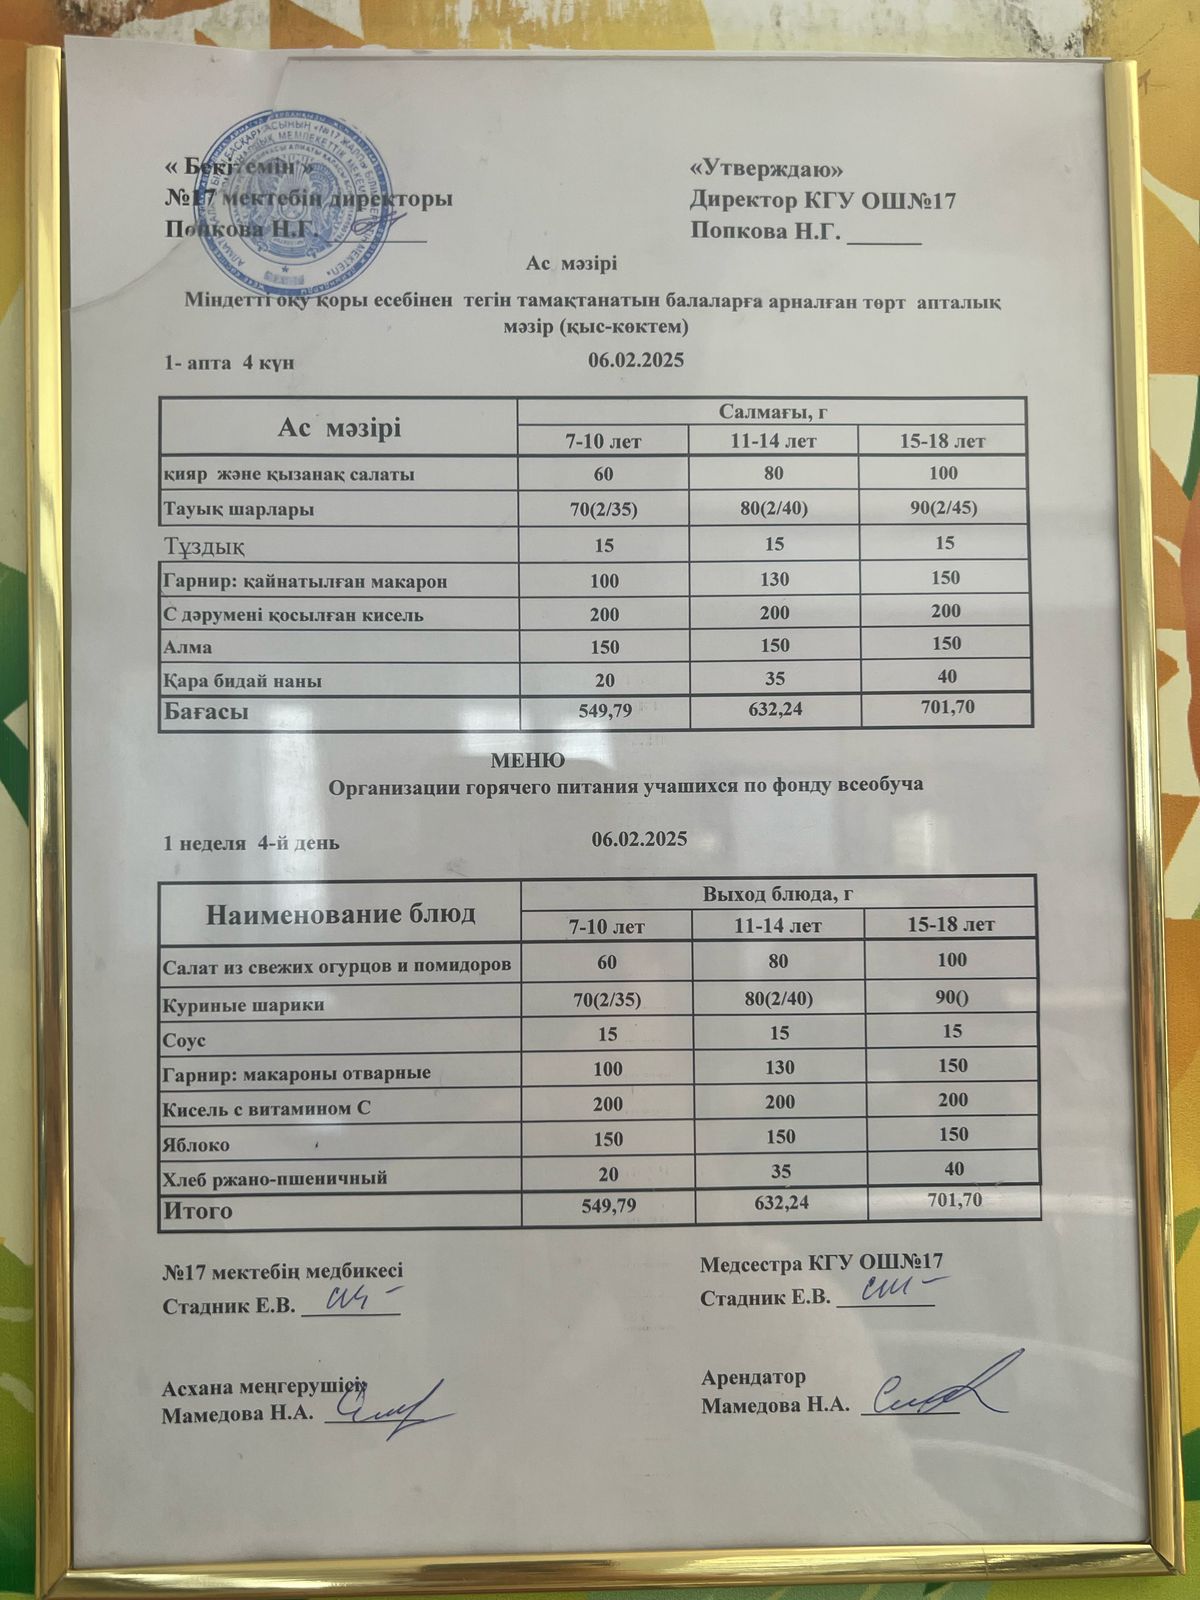 « Бекітемін »
№17 мектебін директоры
Попкова Н.Г. ________
«Утверждаю»
Директор КГУ ОШ№17
Попкова Н.Г. ______
Ас мәзірі
Міндетті оқу қоры есебінен тегін тамақтанатын балаларға арналған төрт апталық
мәзір (қыс-көктем)
1- апта 4 күн 06.02.2025
Ас мәзірі Салмағы, г
7-10 лет 11-14 лет 15-18 лет
қияр және қызанақ салаты 60 80 100
Тауық шарлары 70(2/35) 80(2/40) 90(2/45)
Тұздық 15 15 15
Гарнир: қайнатылған макарон 100 130 150
С дәрумені қосылған кисель 200 200 200
Алма 150 150 150
Қара бидай наны 20 35 40
Бағасы 549,79 632,24 701,70
МЕНЮ
Организации горячего питания учашихся по фонду всеобуча
1 неделя 4-й день 06.02.2025
Наименование блюд Выход блюда, г
7-10 лет 11-14 лет 15-18 лет
Салат из свежих огурцов и помидоров 60 80 100
Куриные шарики 70(2/35) 80(2/40) 90()
Соус 15 15 15
Гарнир: макароны отварные 100 130 150
Кисель с витамином С 200 200 200
Яблоко 150 150 150
Хлеб ржано-пшеничный 20 35 40
Итого 549,79 632,24 701,70
№17 мектебің медбикесі
Стадник Е.В. ________
Медсестра КГУ ОШ№17
Стадник Е.В. ________
Асхана меңгерушісі
Мамедова Н.А. ________
Арендатор
Мамедова Н.А. ________